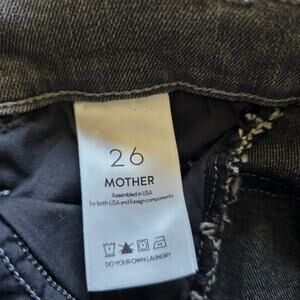 26
MOTHER
Assembled in USA
by both USA and foreign components
DO YOUR OWN LAUNDRY